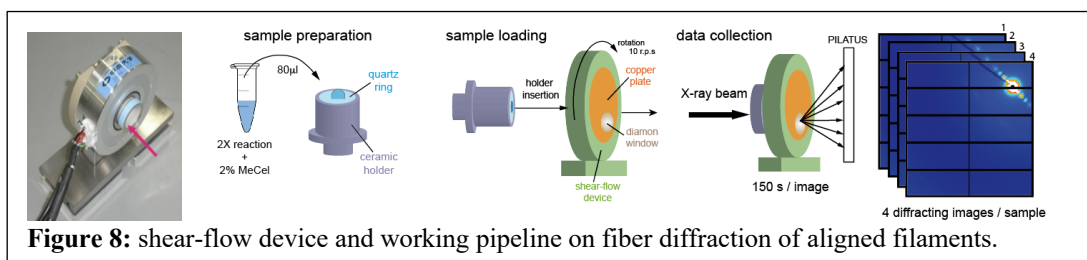 sample preparation
80µl
quartz
ring
2X reaction
+
2% MeCel
ceramic
holder
sample loading
rotation
10 r.p.s
holder
insertion
copper
plate
diamon
window
shear-flow
device
data collection
PILATUS
X-ray beam
150 s / image
1
2
3
4
4 diffracting images / sample
Figure 8: shear-flow device and working pipeline on fiber diffraction of aligned filaments.